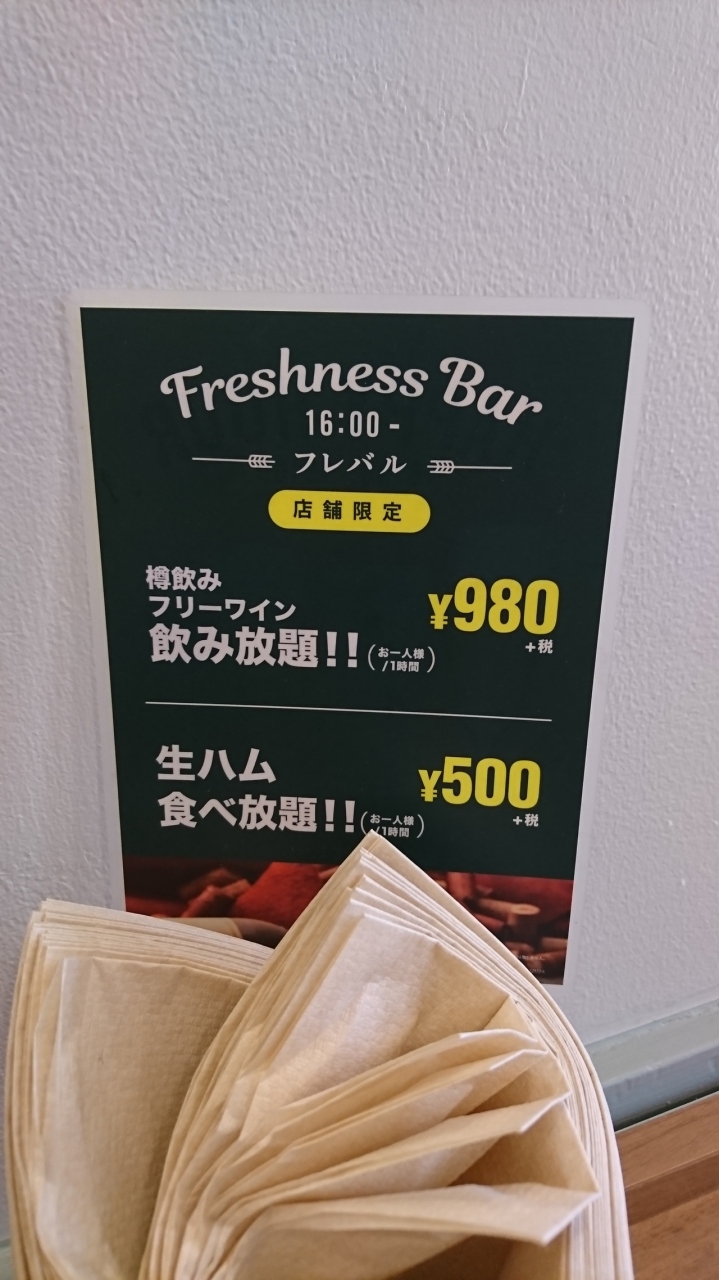 Freshness Bar
16:00-
フレバル
店舗限定
樽飲み
フリーワイン
飲み放題!!(お一人様/1時間)
¥980
+税
生ハム
食べ放題!!(お一人様/1時間)
¥500
+税